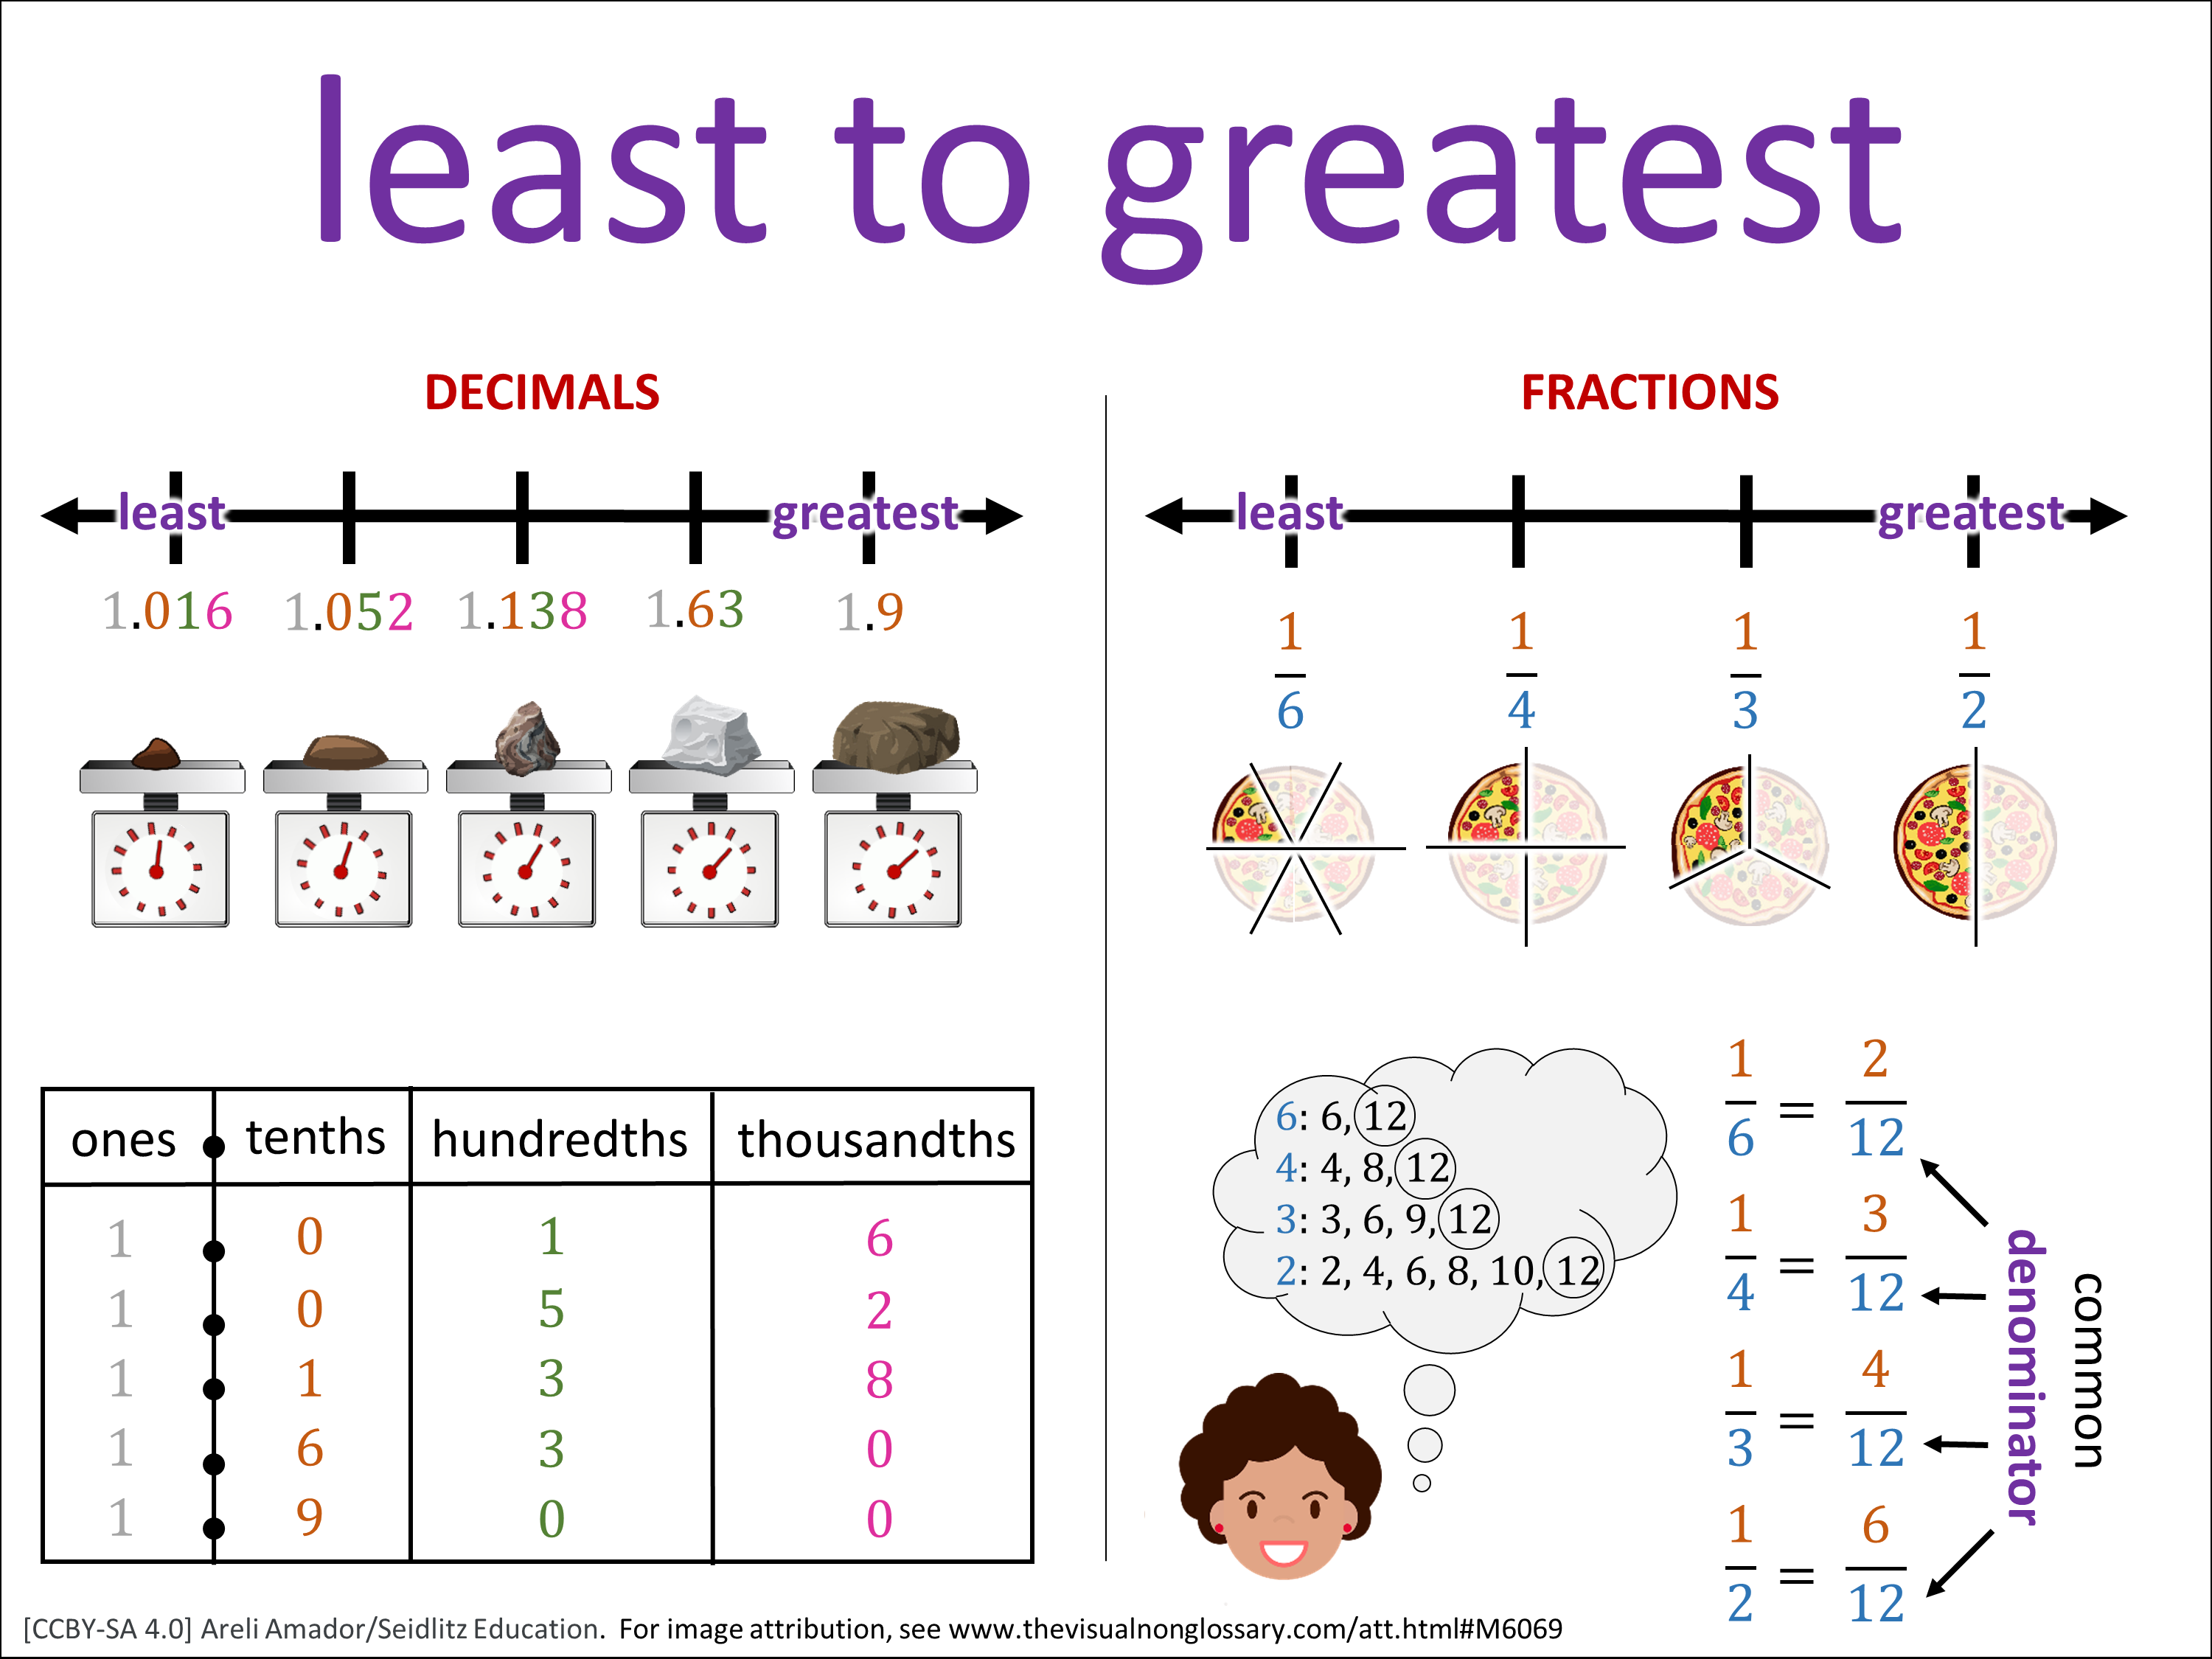 least to greatest
DECIMALS
least greatest
1.016 1.052 1.138 1.63 1.9
ones . tenths hundredths thousandths
1 . 0 1 6
1 . 0 5 2
1 . 1 3 8
1 . 6 3 0
1 . 9 0 0
FRACTIONS
least greatest
1/6 1/4 1/3 1/2
6: 6, 12
4: 4, 8, 12
3: 3, 6, 9, 12
2: 2, 4, 6, 8, 10, 12
1/6 = 2/12
1/4 = 3/12
1/3 = 4/12
1/2 = 6/12
common
denominator
[CCBY-SA 4.0] Areli Amador/Seidlitz Education. For image attribution, see www.thevisualnonglossary.com/att.html#M6069